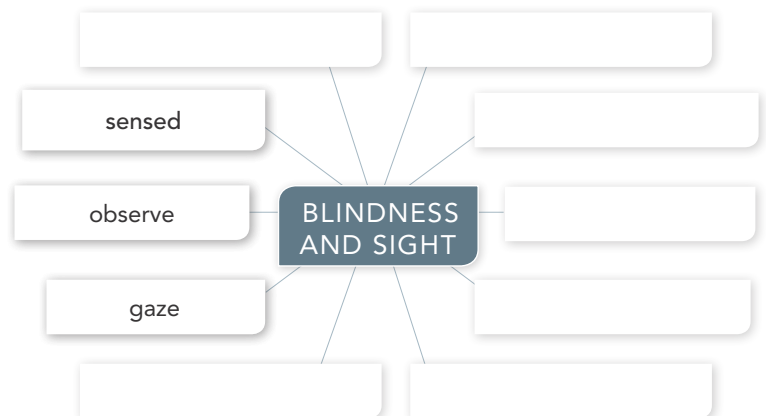 sensed
observe
BLINDNESS
AND SIGHT
gaze